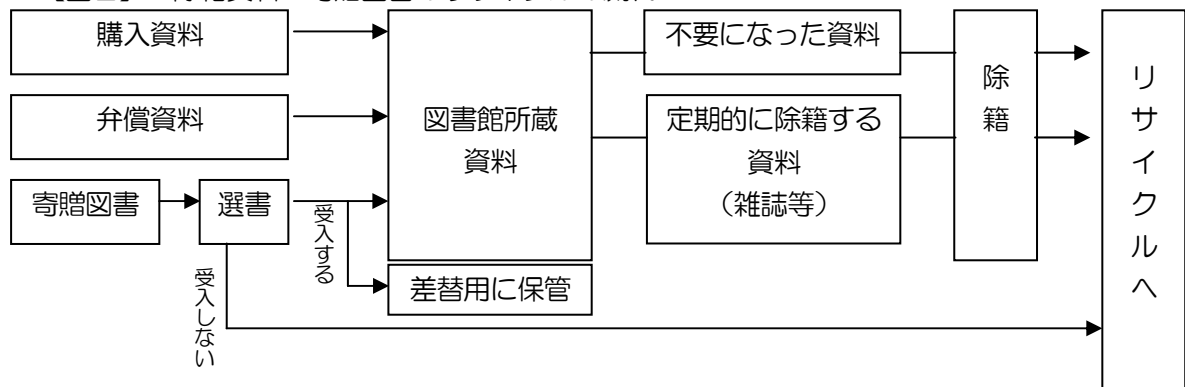 購入資料
不要になった資料
弁償資料
図書館所蔵
資料
定期的に除籍する
資料
（雑誌等）
除籍
リサイクルへ
寄贈図書
選書
受入する
差替用に保管
受入しない